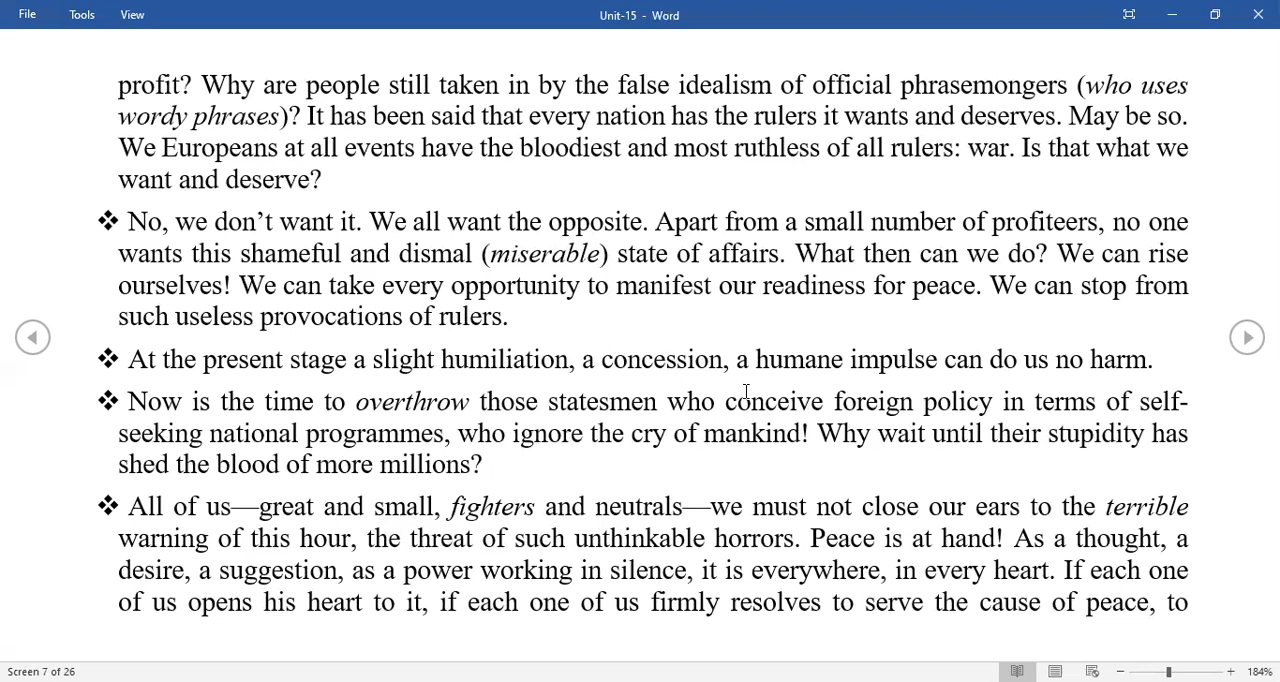 File Tools View Unit-15 - Word
profit? Why are people still taken in by the false idealism of official phrasemongers (who uses
wordy phrases)? It has been said that every nation has the rulers it wants and deserves. May be so.
We Europeans at all events have the bloodiest and most ruthless of all rulers: war. Is that what we
want and deserve?
❖ No, we don’t want it. We all want the opposite. Apart from a small number of profiteers, no one
wants this shameful and dismal (miserable) state of affairs. What then can we do? We can rise
ourselves! We can take every opportunity to manifest our readiness for peace. We can stop from
such useless provocations of rulers.
❖ At the present stage a slight humiliation, a concession, a humane impulse can do us no harm.
❖ Now is the time to overthrow those statesmen who conceive foreign policy in terms of self-
seeking national programmes, who ignore the cry of mankind! Why wait until their stupidity has
shed the blood of more millions?
❖ All of us—great and small, fighters and neutrals—we must not close our ears to the terrible
warning of this hour, the threat of such unthinkable horrors. Peace is at hand! As a thought, a
desire, a suggestion, as a power working in silence, it is everywhere, in every heart. If each one
of us opens his heart to it, if each one of us firmly resolves to serve the cause of peace, to
Screen 7 of 26 184%